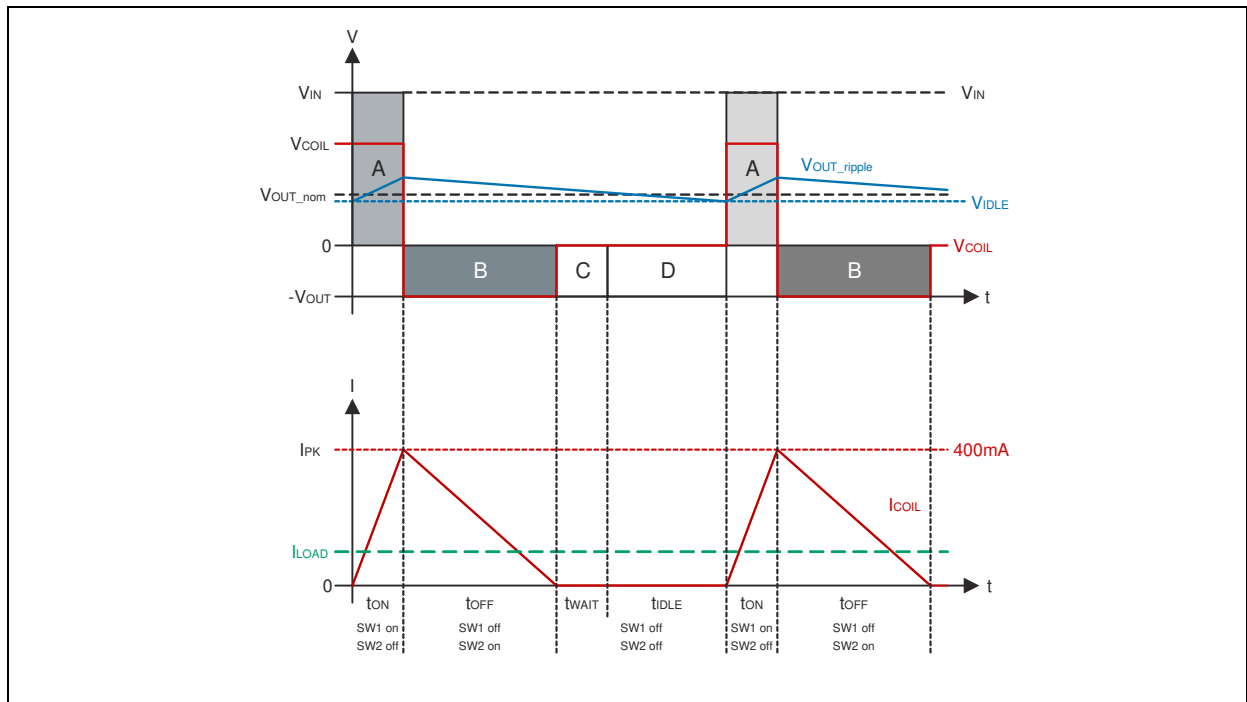 V
VIN
VIN
VCOIL
A
A
VOUT_ripple
VOUT_nom
VIDLE
0
VCOIL
B
C
D
B
-VOUT
t
I
IPK
400mA
ICOIL
ILOAD
0
t
tON
tOFF
tWAIT
tIDLE
tON
tOFF
SW1 on
SW1 off
SW1 off
SW1 on
SW1 off
SW2 off
SW2 on
SW2 off
SW2 off
SW2 on